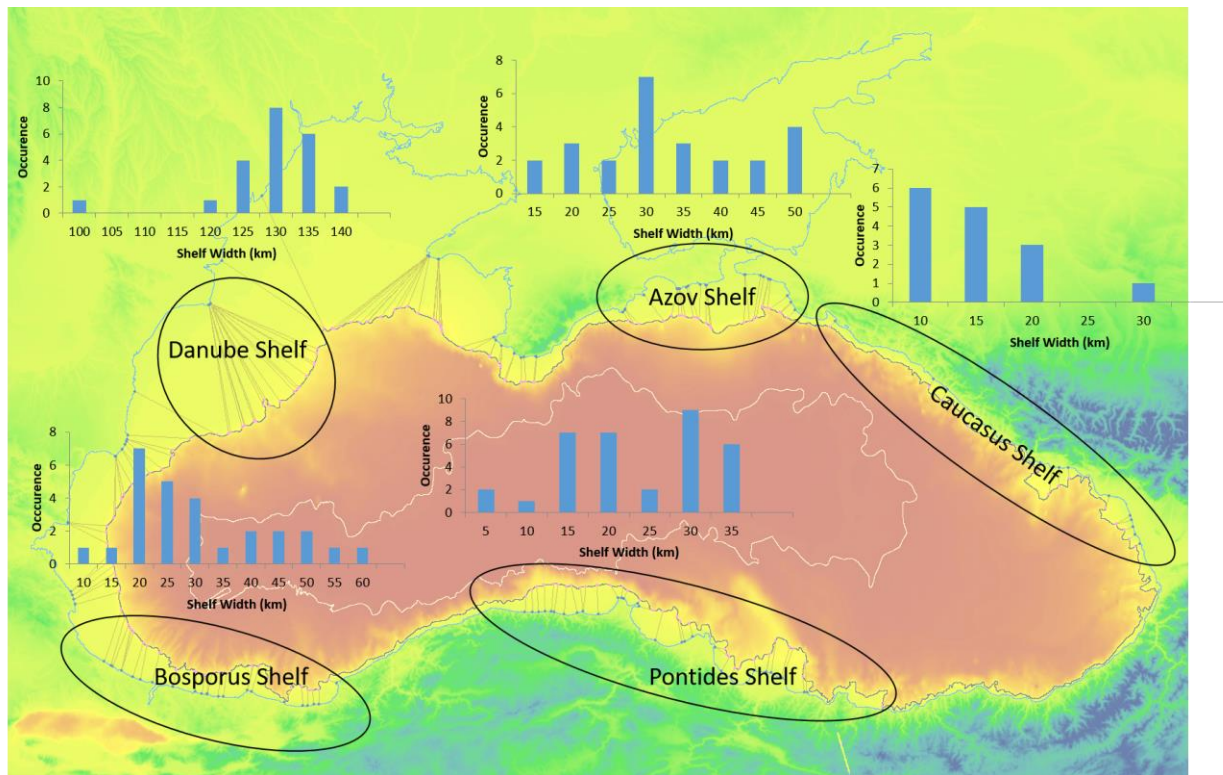 10
8
6
4
2
0
Occurence
100 105 110 115 120 125 130 135 140
Shelf Width (km)
8
6
4
2
0
Occurence
15 20 25 30 35 40 45 50
Shelf Width (km)
7
6
5
4
3
2
1
0
Occurence
10 15 20 25 30
Shelf Width (km)
Azov Shelf
Danube Shelf
Caucasus Shelf
8
6
4
2
0
Occcurence
10 15 20 25 30 35 40 45 50 55 60
Shelf Width (km)
10
8
6
4
2
0
Occurence
5 10 15 20 25 30 35
Shelf Width (km)
Bosporus Shelf
Pontides Shelf